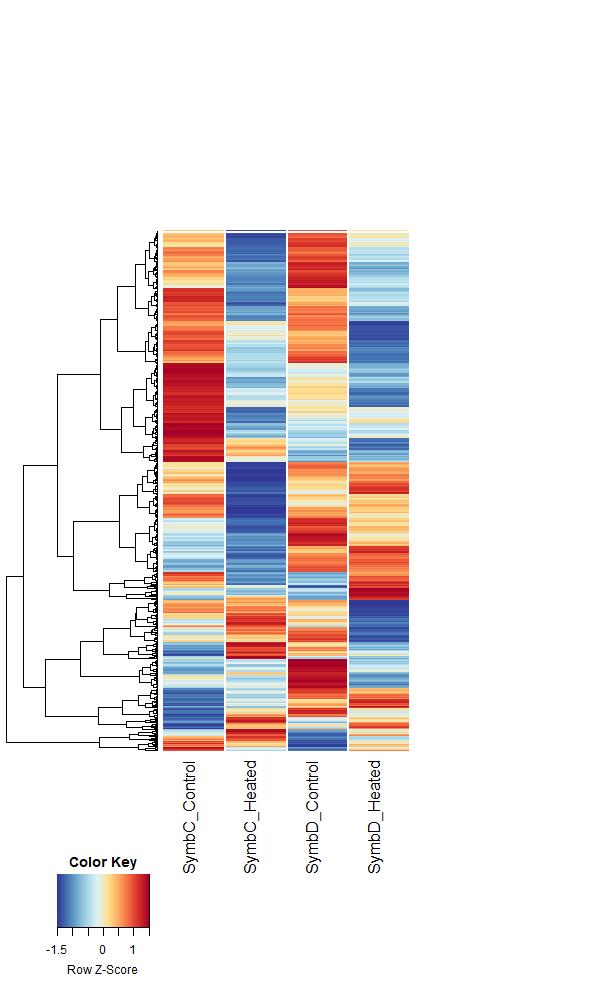 SymbC_Control
SymbC_Heated
SymbD_Control
SymbD_Heated
Color Key
-1.5 0 1
Row Z-Score